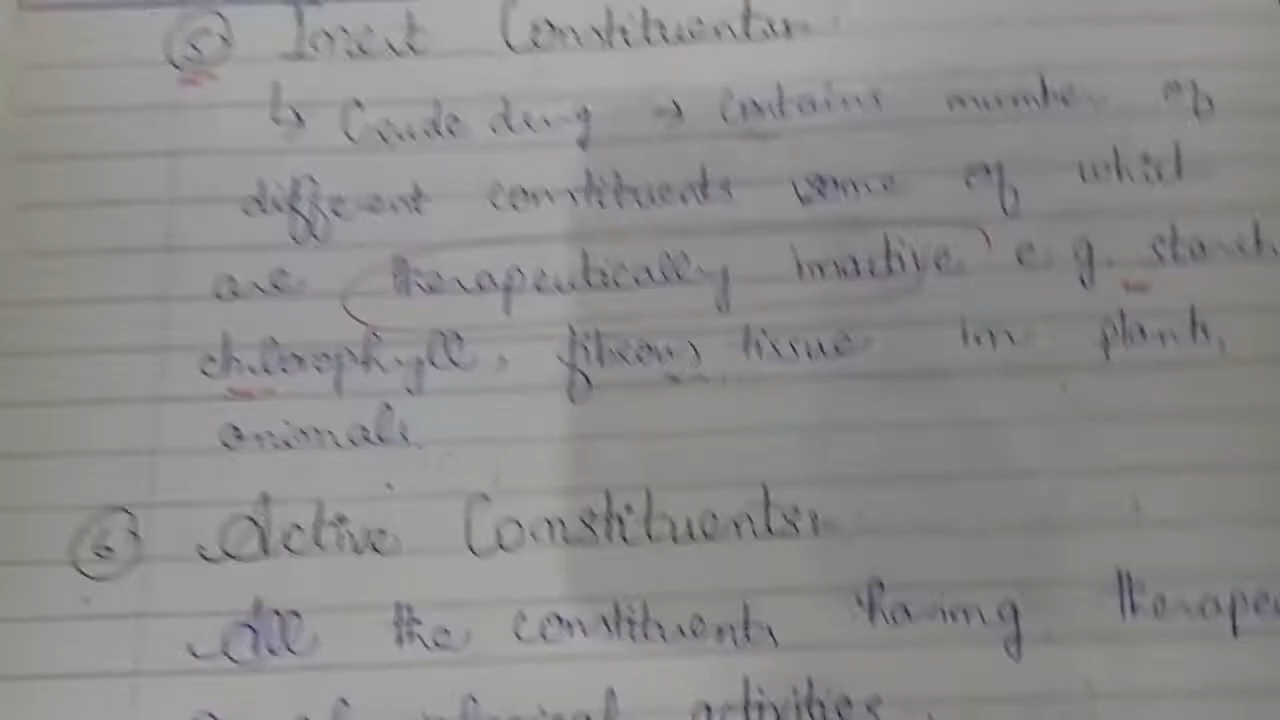 5 Inert Constituents
↳ Crude drug → contains number of
different constituents some of which
are therapeutically inactive e.g. starch
chlorophyll, fibrous tissue in plants,
animals.
6 Active Constituents
All the constituents having therape
activities.